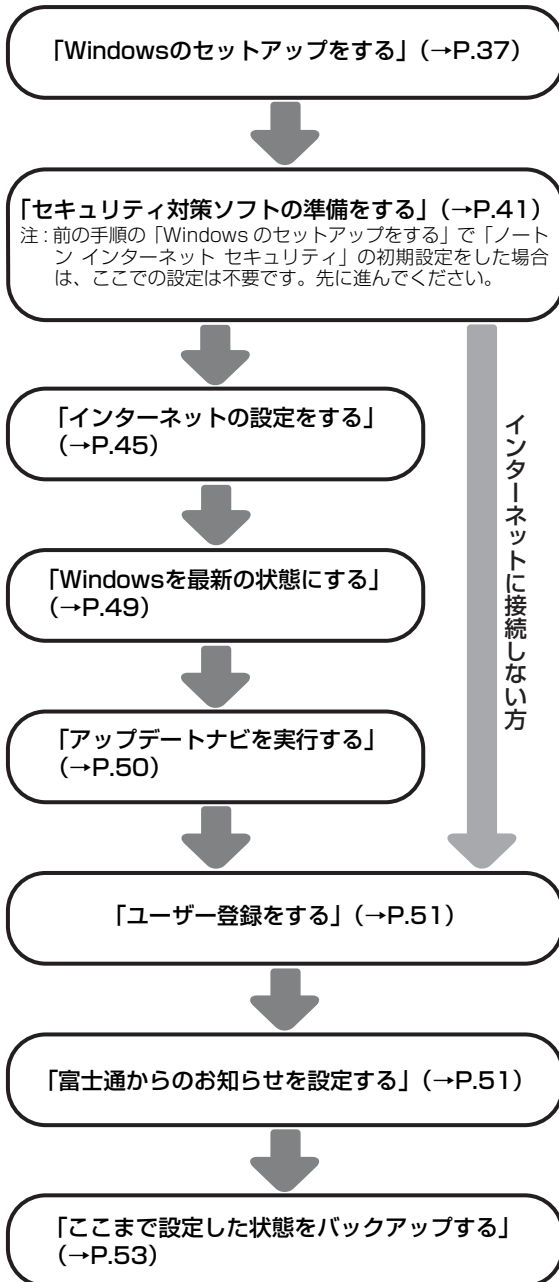 「Windowsのセットアップをする」（→P.37）
「セキュリティ対策ソフトの準備をする」（→P.41）
注：前の手順の「Windows のセットアップをする」で「ノート
ン インターネット セキュリティ」の初期設定をした場合
は、ここでの設定は不要です。先に進んでください。
「インターネットの設定をする」
（→P.45）
インターネットに接続しない方
「Windowsを最新の状態にする」
（→P.49）
「アップデートナビを実行する」
（→P.50）
「ユーザー登録をする」（→P.51）
「富士通からのお知らせを設定する」（→P.51）
「ここまで設定した状態をバックアップする」
（→P.53）